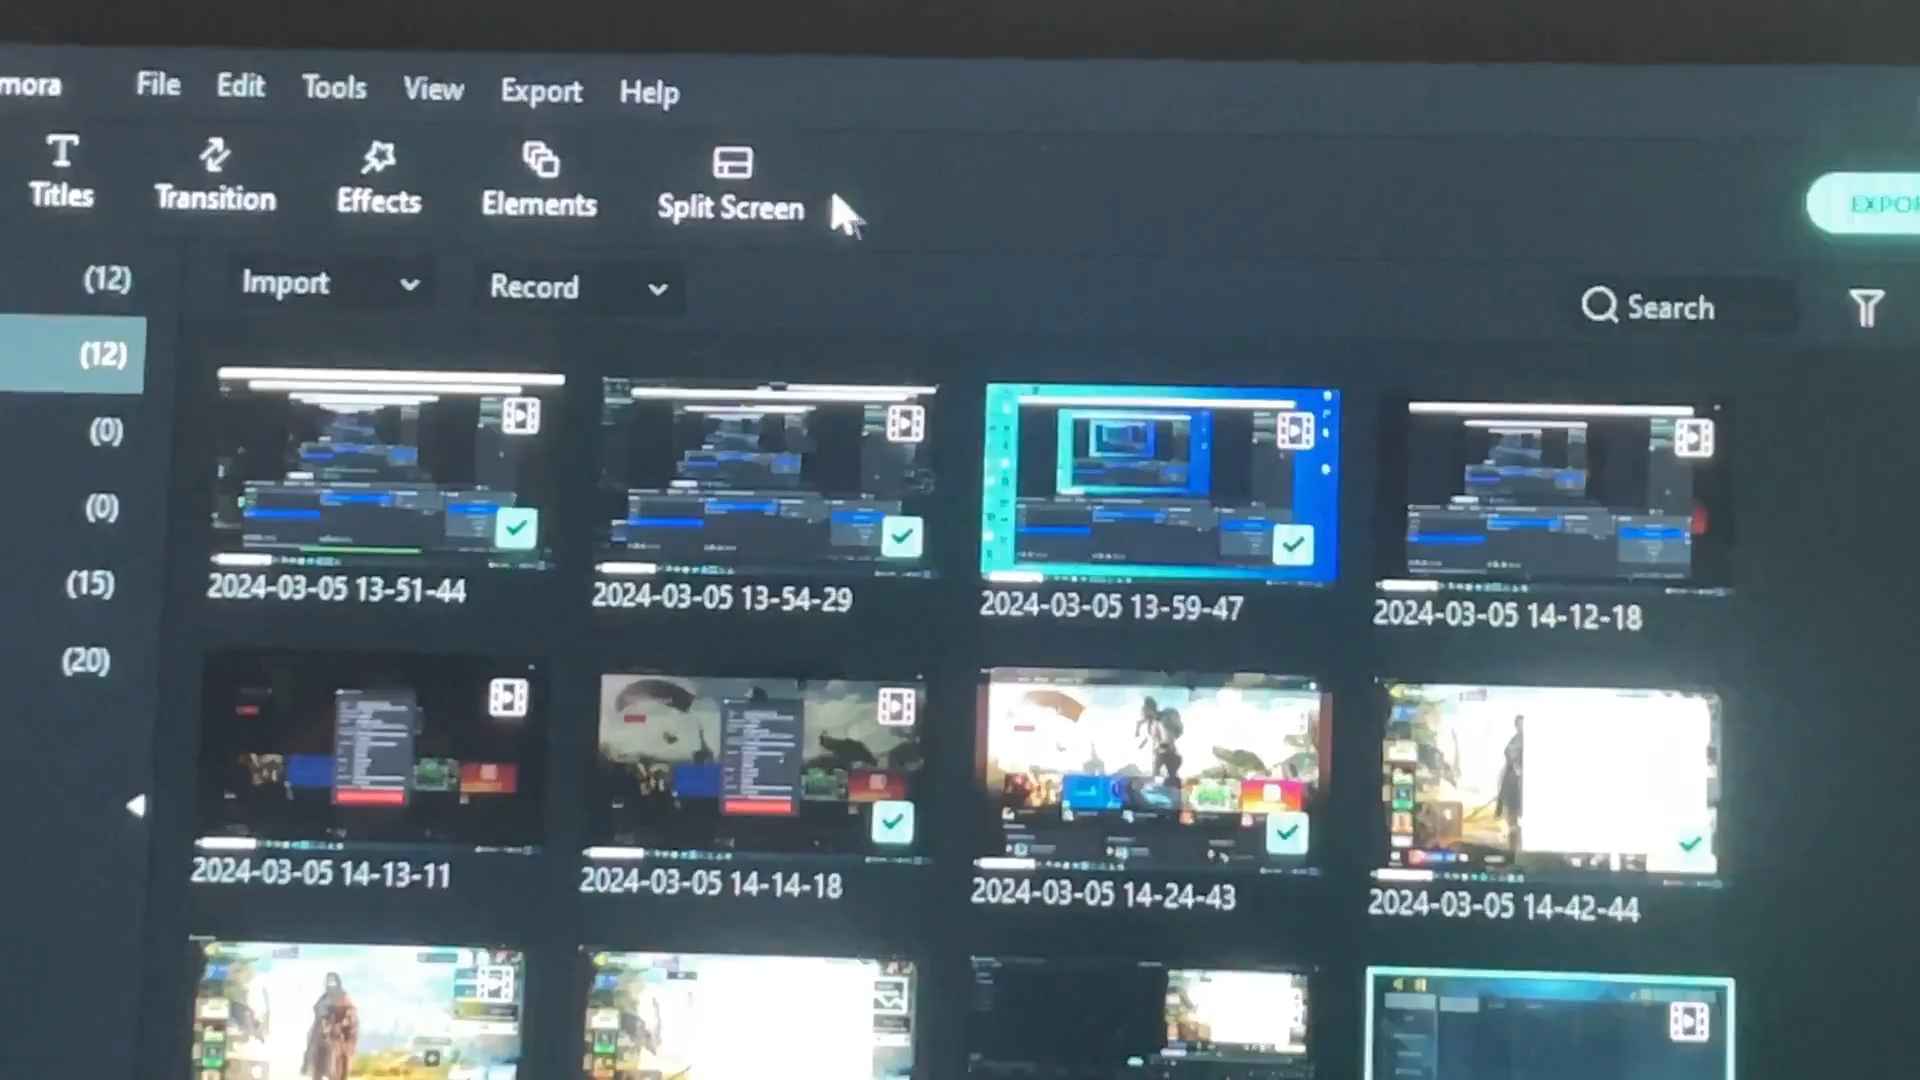 mora File Edit Tools View Export Help
Titles Transition Effects Elements Split Screen
EXPOR
(12) Import Record Search
(12)
(0)
(0)
(15)
(20)
2024-03-05 13-51-44 2024-03-05 13-54-29 2024-03-05 13-59-47 2024-03-05 14-12-18
2024-03-05 14-13-11 2024-03-05 14-14-18 2024-03-05 14-24-43 2024-03-05 14-42-44